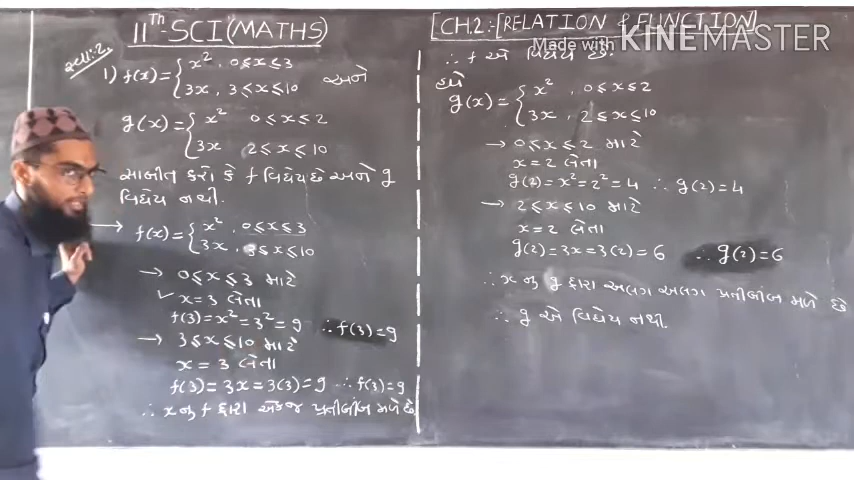 11th-SCI (MATHS)
સ્વા.:2.
1) f(x)={x², 0≤x≤3
3x, 3≤x≤10 અને
g(x)={x² 0≤x≤2
3x 2≤x≤10
સાબીત કરો કે f વિધેય છે અને g
વિધેય નથી.
→ f(x)={x², 0≤x≤3
3x, 3≤x≤10
→ 0≤x≤3 માટે
✓x=3 લેતા
f(3)=x²=3²=9 ∴f(3)=9
→ 3≤x≤10 માટે
x=3 લેતા
f(3)=3x=3(3)=9 ∴f(3)=9
∴ x નુ f દ્વારા એકજ પ્રતીબીંબ મળે છે
[CH.2:-[RELATION & FUNCTION]
Made with KINEMASTER
∴ f એ વિધેય છે.
હવે
g(x)={x², 0≤x≤2
3x, 2≤x≤10
→ 0≤x≤2 માટે
x=2 લેતા
g(2)=x²=2²=4 ∴g(2)=4
→ 2≤x≤10 માટે
x=2 લેતા
g(2)=3x=3(2)=6 ∴g(2)=6
∴ x નુ g દ્વારા અલગ અલગ પ્રતીબીંબ મળે છે
∴ g એ વિધેય નથી.